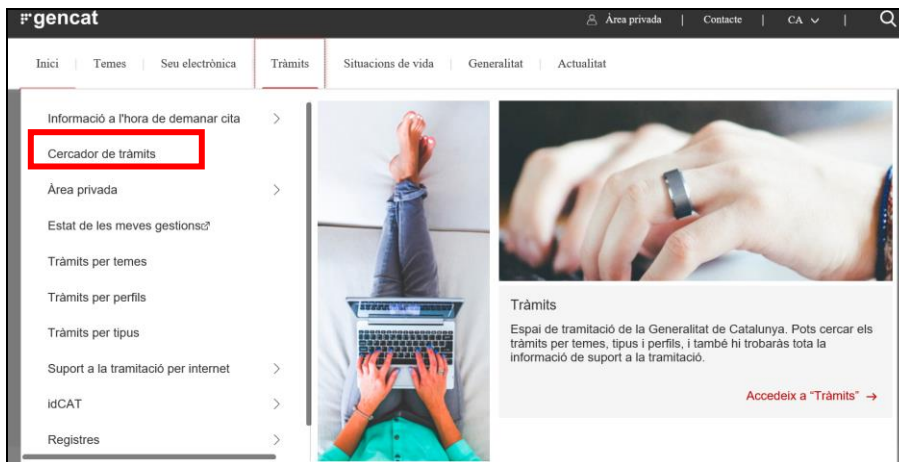 gencat
Àrea privada | Contacte | CA |
Inici | Temes | Seu electrònica | Tràmits | Situacions de vida | Generalitat | Actualitat
Informació a l'hora de demanar cita
Cercador de tràmits
Àrea privada
Estat de les meves gestions
Tràmits per temes
Tràmits per perfils
Tràmits per tipus
Suport a la tramitació per internet
idCAT
Registres
Tràmits
Espai de tramitació de la Generalitat de Catalunya. Pots cercar els
tràmits per temes, tipus i perfils, i també hi trobaràs tota la
informació de suport a la tramitació.
Accedeix a “Tràmits” →